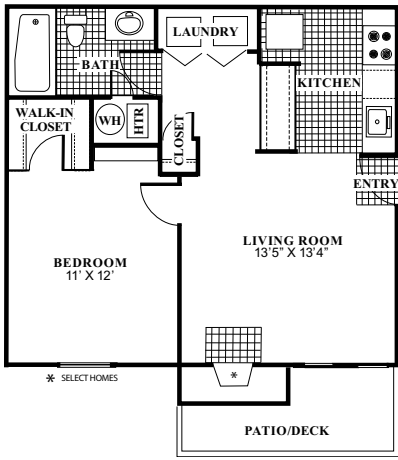 LAUNDRY
BATH
KITCHEN
WALK-IN
CLOSET
WH
HTR
CLOSET
ENTRY
BEDROOM
11' X 12'
LIVING ROOM
13'5" X 13'4"
*
* SELECT HOMES
PATIO/DECK